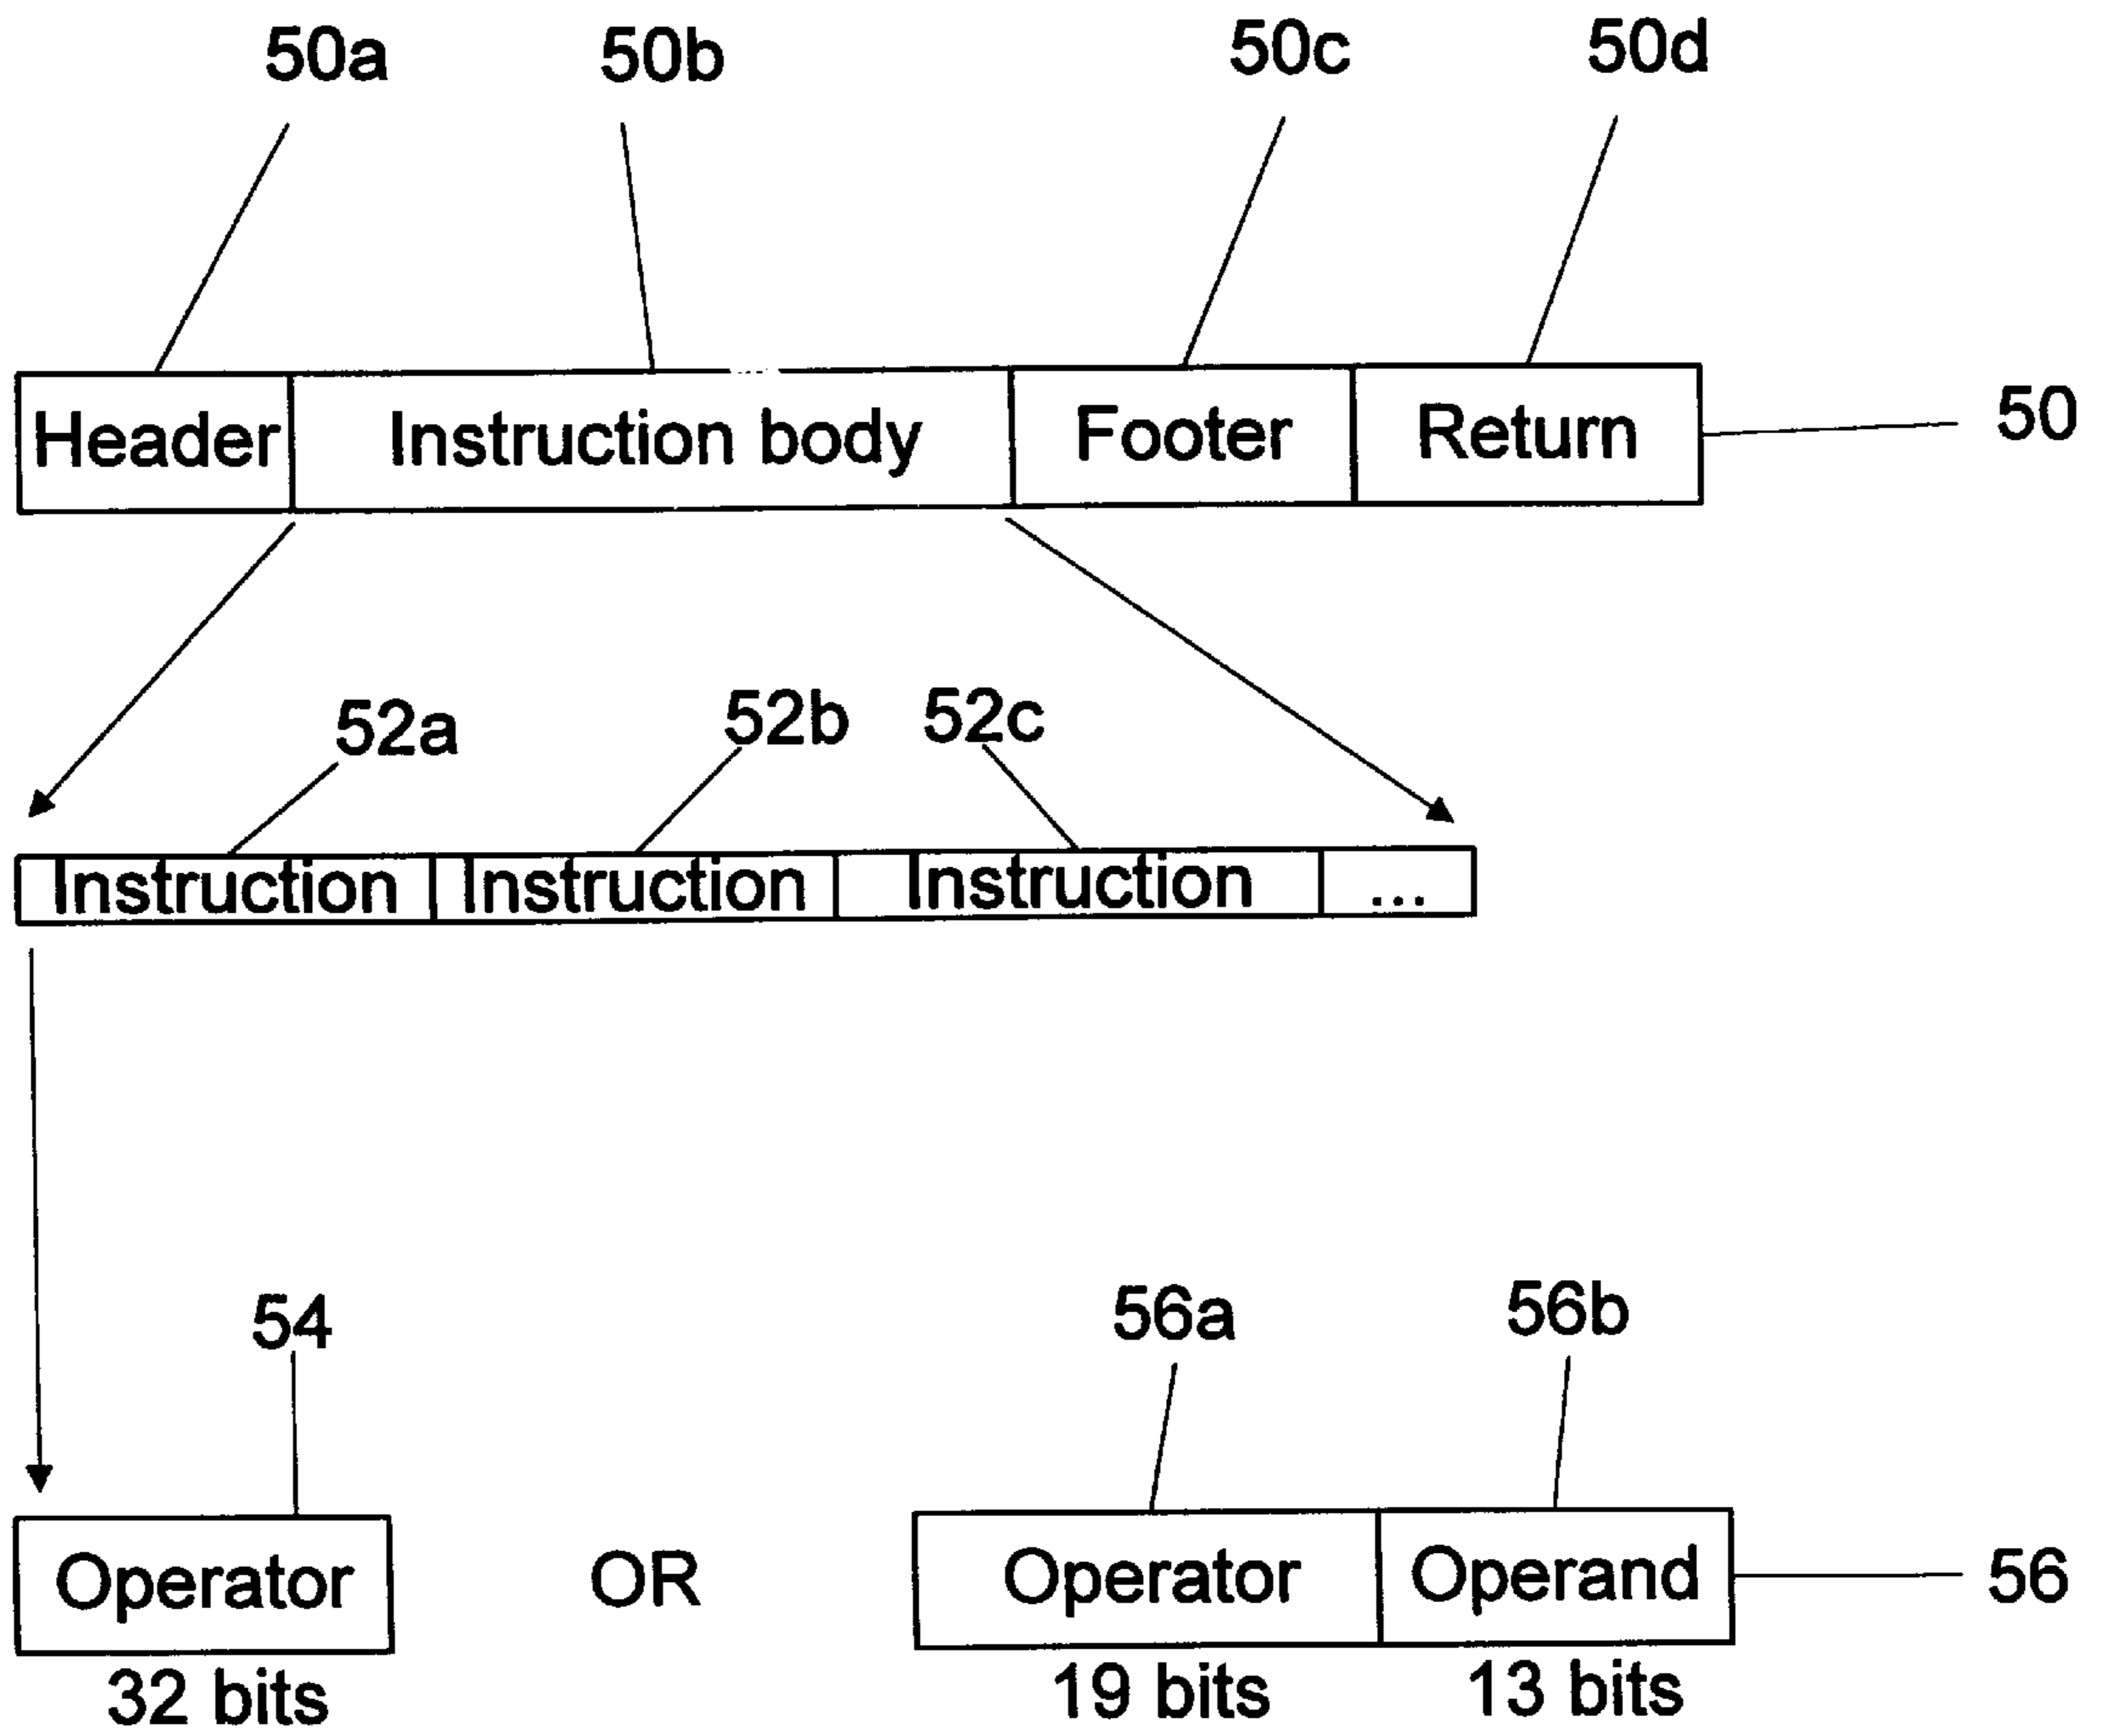 50a 50b 50c 50d
Header Instruction body Footer Return 50
52a 52b 52c
Instruction Instruction Instruction ...
54 56a 56b
Operator OR Operator Operand 56
32 bits 19 bits 13 bits